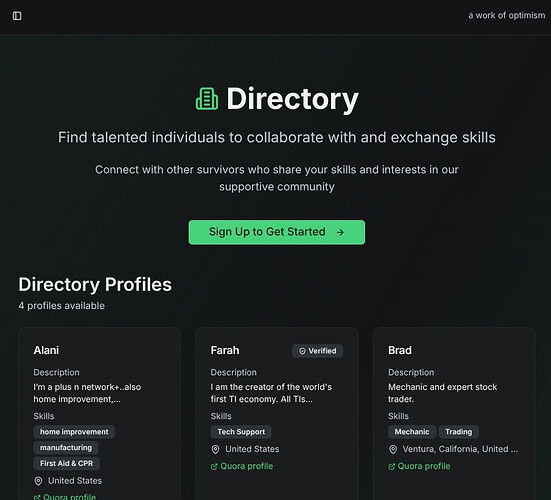 a work of optimism
Directory
Find talented individuals to collaborate with and exchange skills
Connect with other survivors who share your skills and interests in our
supportive community
Sign Up to Get Started →
Directory Profiles
4 profiles available
Alani
Description
I'm a plus n network+..also
home improvement,...
Skills
home improvement
manufacturing
First Aid & CPR
United States
Quora profile
Farah
Verified
Description
I am the creator of the world's
first TI economy. All TIs...
Skills
Tech Support
United States
Quora profile
Brad
Description
Mechanic and expert stock
trader.
Skills
Mechanic Trading
Ventura, California, United ...
Quora profile